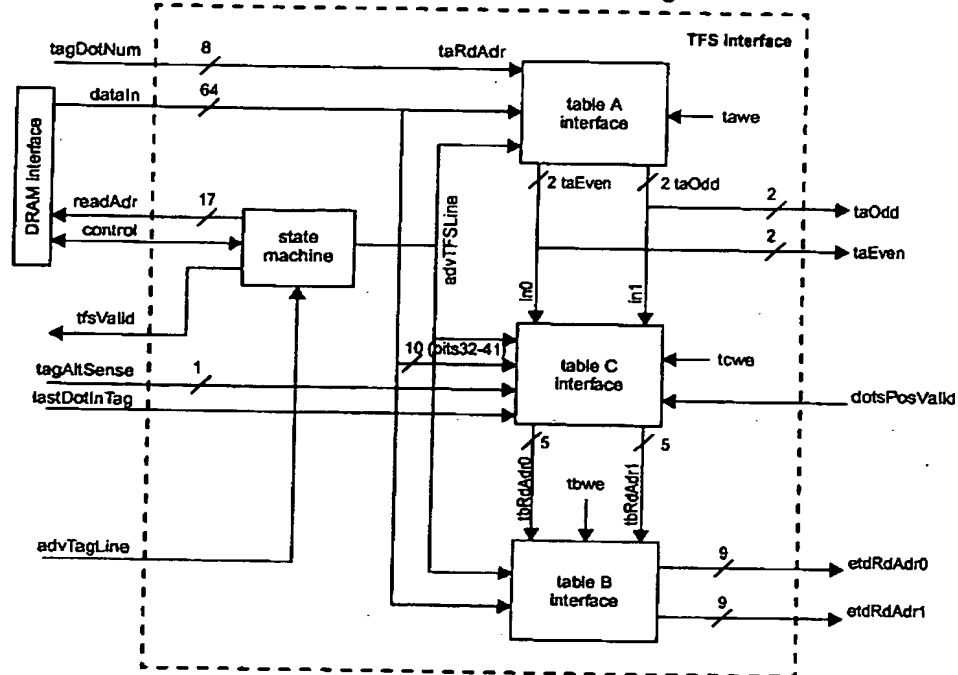 TFS Interface
tagDotNum
8
taRdAdr
dataIn
64
table A
interface
tawe
DRAM Interface
2 taEven
2 taOdd
readAdr
17
2
taOdd
control
state
machine
advTFSLine
2
taEven
in0
in1
tfsValid
10 (bits32-41)
table C
interface
tcwe
tagAltSense
1
lastDotInTag
dotsPosValid
5
5
tbRdAdr0
tbwe
tbRdAdr1
advTagLine
table B
interface
9
etdRdAdr0
9
etdRdAdr1